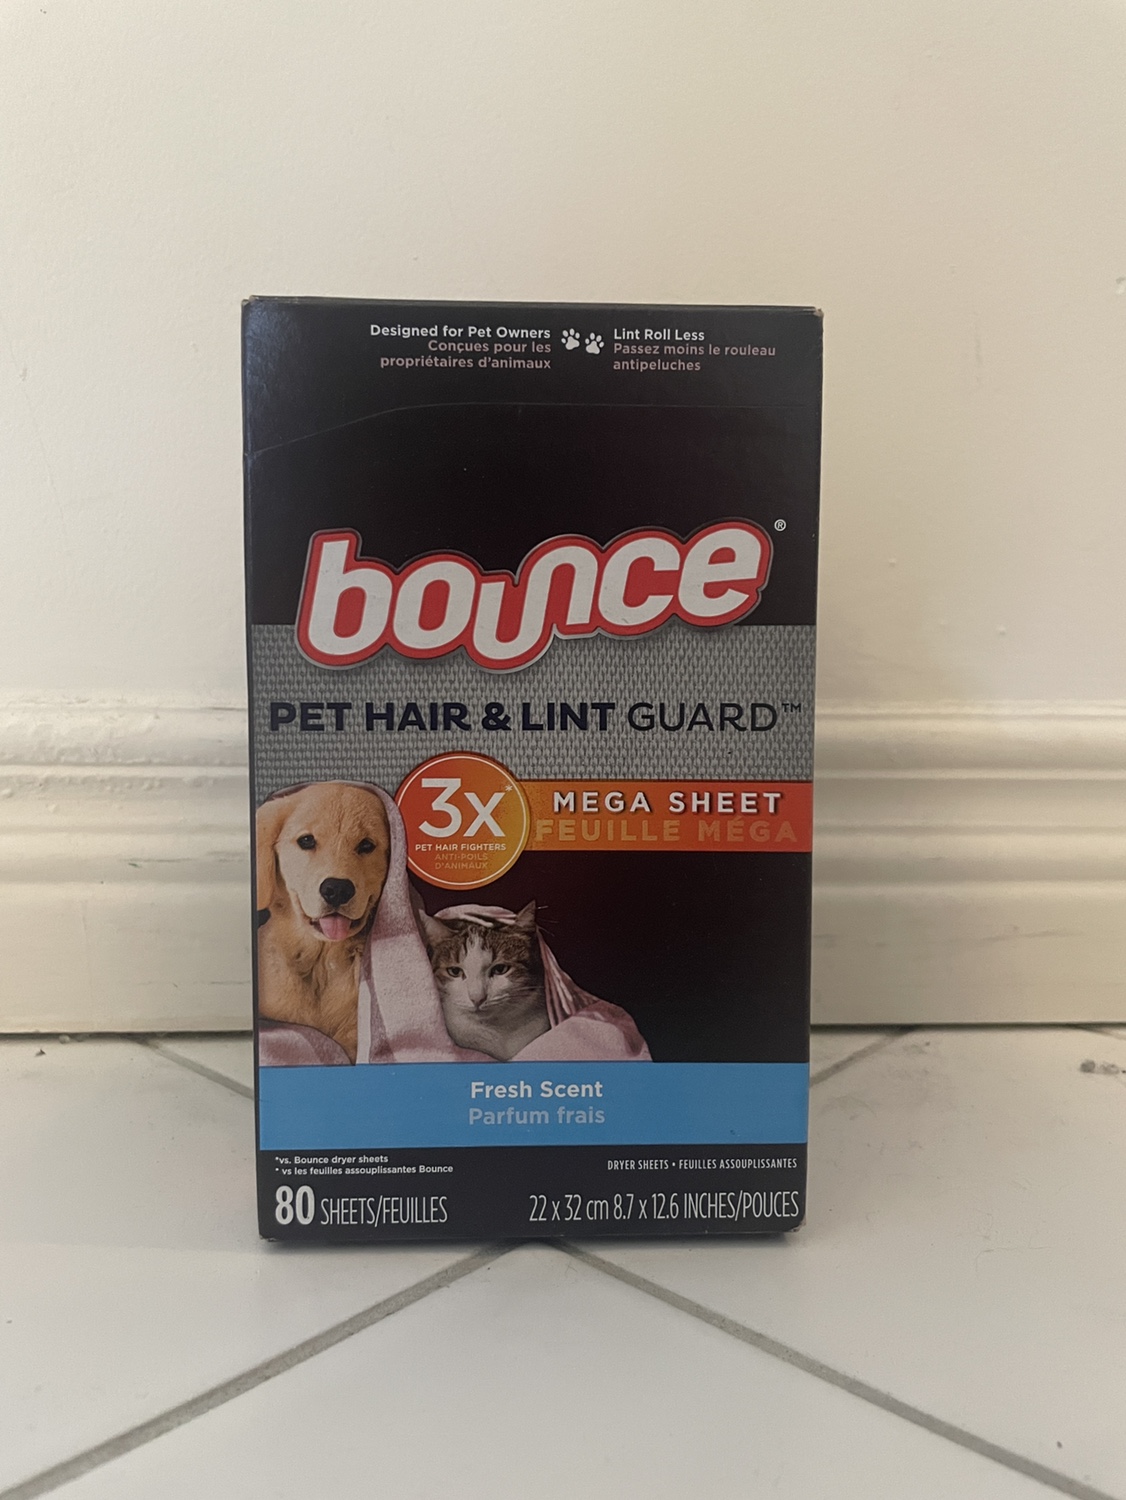 Designed for Pet Owners
Conçues pour les
propriétaires d'animaux
Lint Roll Less
Passez moins le rouleau
antipeluches
bounce®
PET HAIR & LINT GUARD™
3x*
PET HAIR FIGHTERS
ANTI-POILS
D'ANIMAUX
MEGA SHEET
FEUILLE MÉGA
Fresh Scent
Parfum frais
*vs. Bounce dryer sheets
* vs les feuilles assouplissantes Bounce
DRYER SHEETS • FEUILLES ASSOUPLISSANTES
80 SHEETS/FEUILLES
22 x 32 cm 8.7 x 12.6 INCHES/POUCES